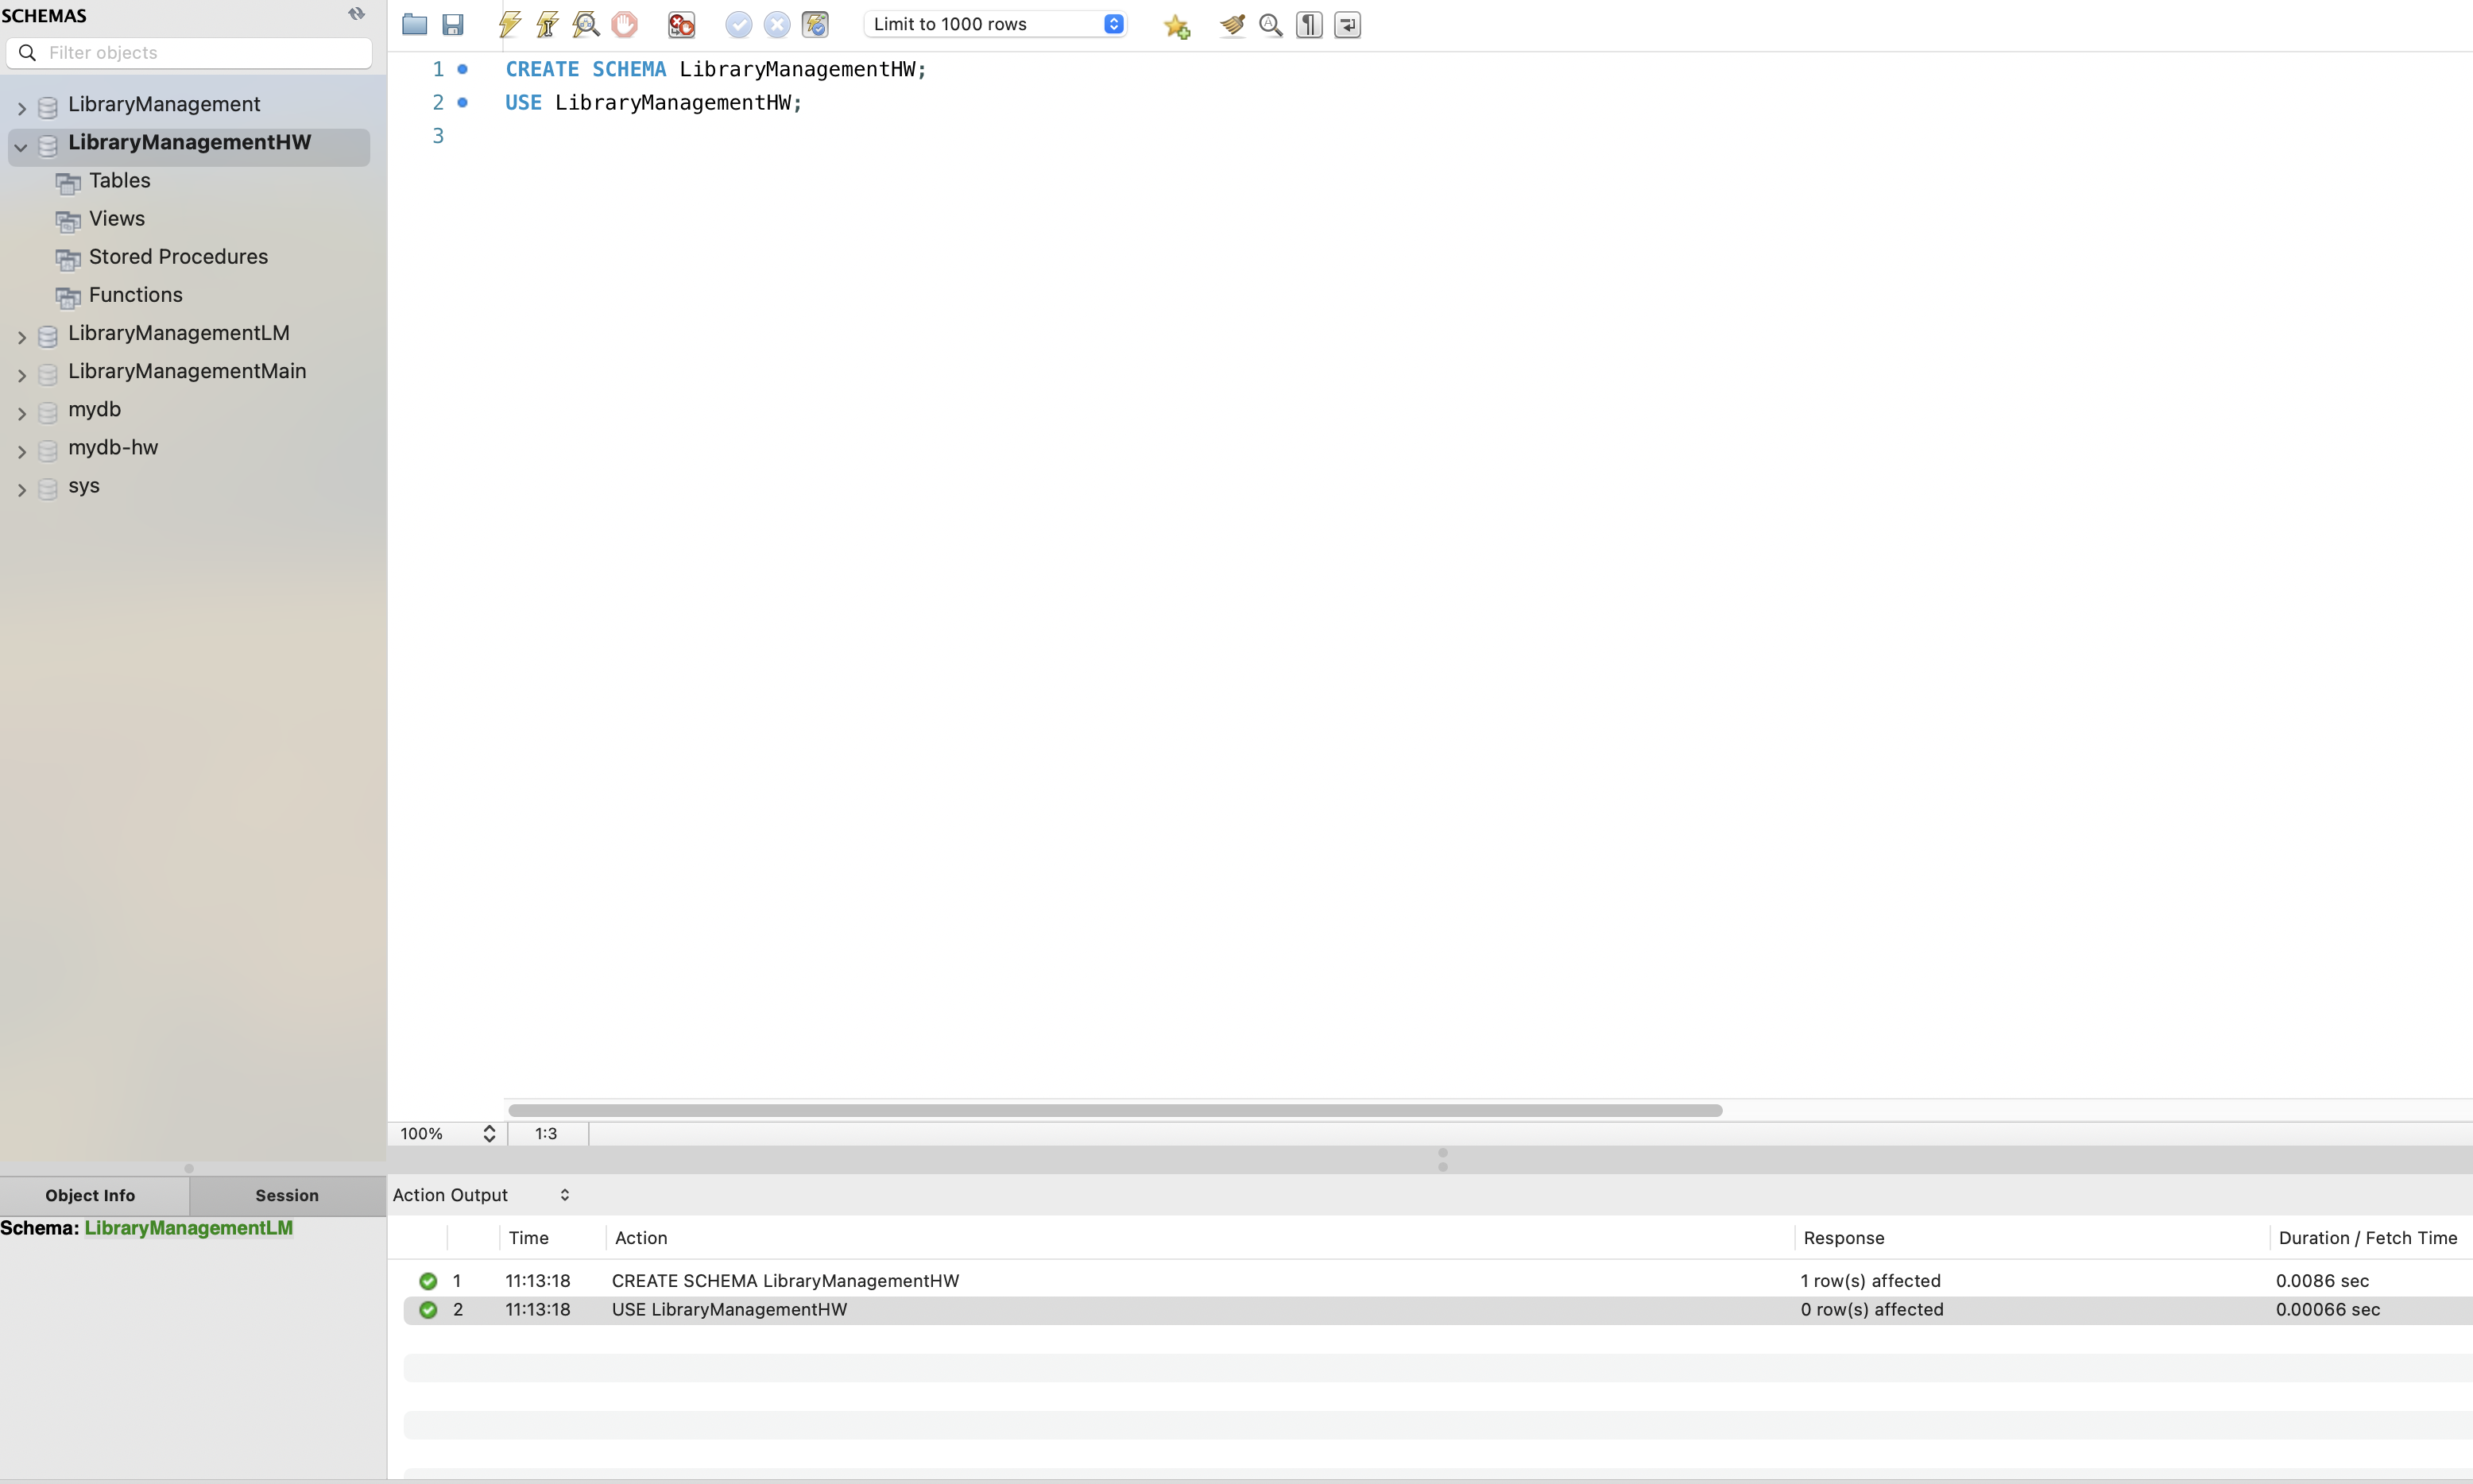 SCHEMAS
Filter objects
LibraryManagement
LibraryManagementHW
Tables
Views
Stored Procedures
Functions
LibraryManagementLM
LibraryManagementMain
mydb
mydb-hw
sys
Object Info Session
Schema: LibraryManagementLM
Limit to 1000 rows
1 CREATE SCHEMA LibraryManagementHW;
2 USE LibraryManagementHW;
3
100% 1:3
Action Output
Time Action Response Duration / Fetch Time
1 11:13:18 CREATE SCHEMA LibraryManagementHW 1 row(s) affected 0.0086 sec
2 11:13:18 USE LibraryManagementHW 0 row(s) affected 0.00066 sec